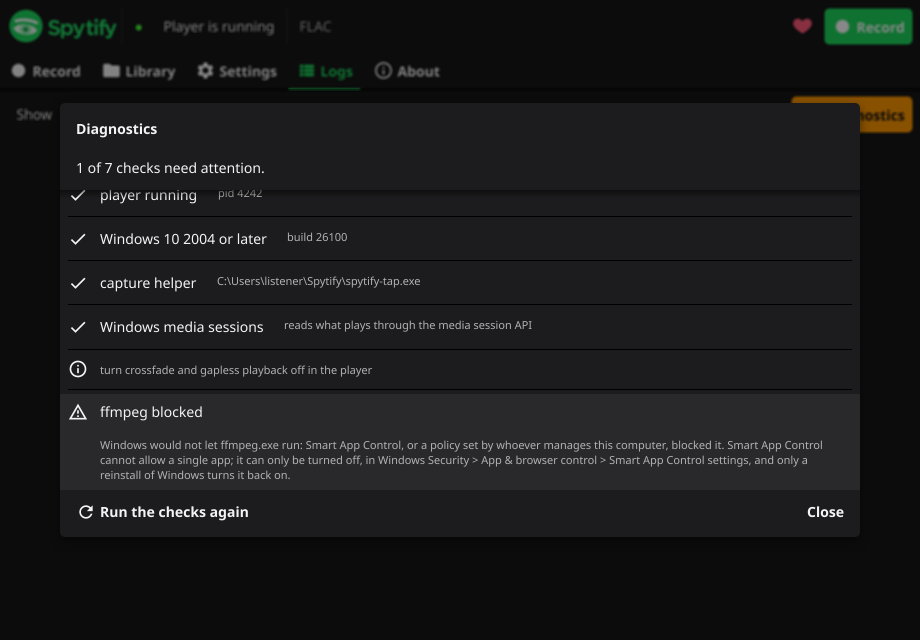 Spytify
Player is running
FLAC
Record
Record
Library
Settings
Logs
About
Show
nostics
Diagnostics
1 of 7 checks need attention.
player running pid 4242
Windows 10 2004 or later build 26100
capture helper C:\Users\listener\Spytify\spytify-tap.exe
Windows media sessions reads what plays through the media session API
turn crossfade and gapless playback off in the player
ffmpeg blocked
Windows would not let ffmpeg.exe run: Smart App Control, or a policy set by whoever manages this computer, blocked it. Smart App Control
cannot allow a single app; it can only be turned off, in Windows Security > App & browser control > Smart App Control settings, and only a
reinstall of Windows turns it back on.
Run the checks again
Close